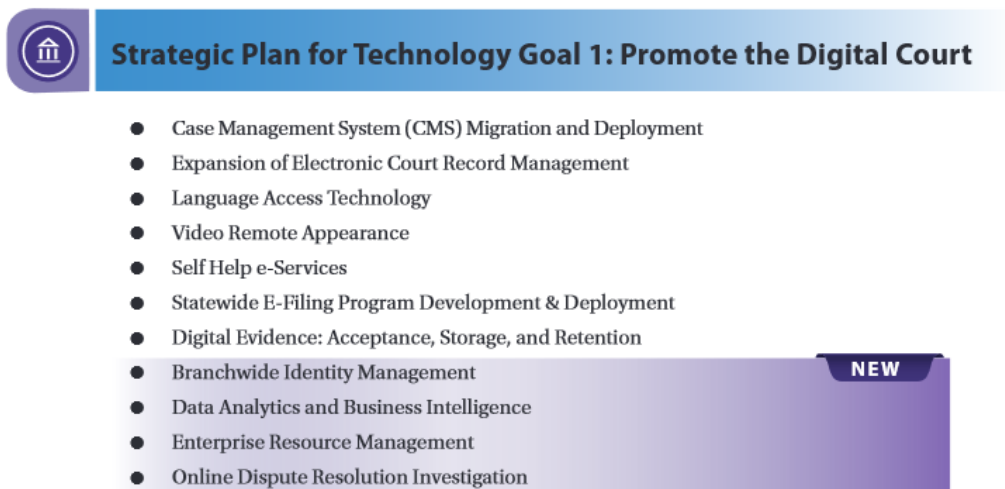 Strategic Plan for Technology Goal 1: Promote the Digital Court
● Case Management System (CMS) Migration and Deployment
● Expansion of Electronic Court Record Management
● Language Access Technology
● Video Remote Appearance
● Self Help e-Services
● Statewide E-Filing Program Development & Deployment
● Digital Evidence: Acceptance, Storage, and Retention
NEW
● Branchwide Identity Management
● Data Analytics and Business Intelligence
● Enterprise Resource Management
● Online Dispute Resolution Investigation